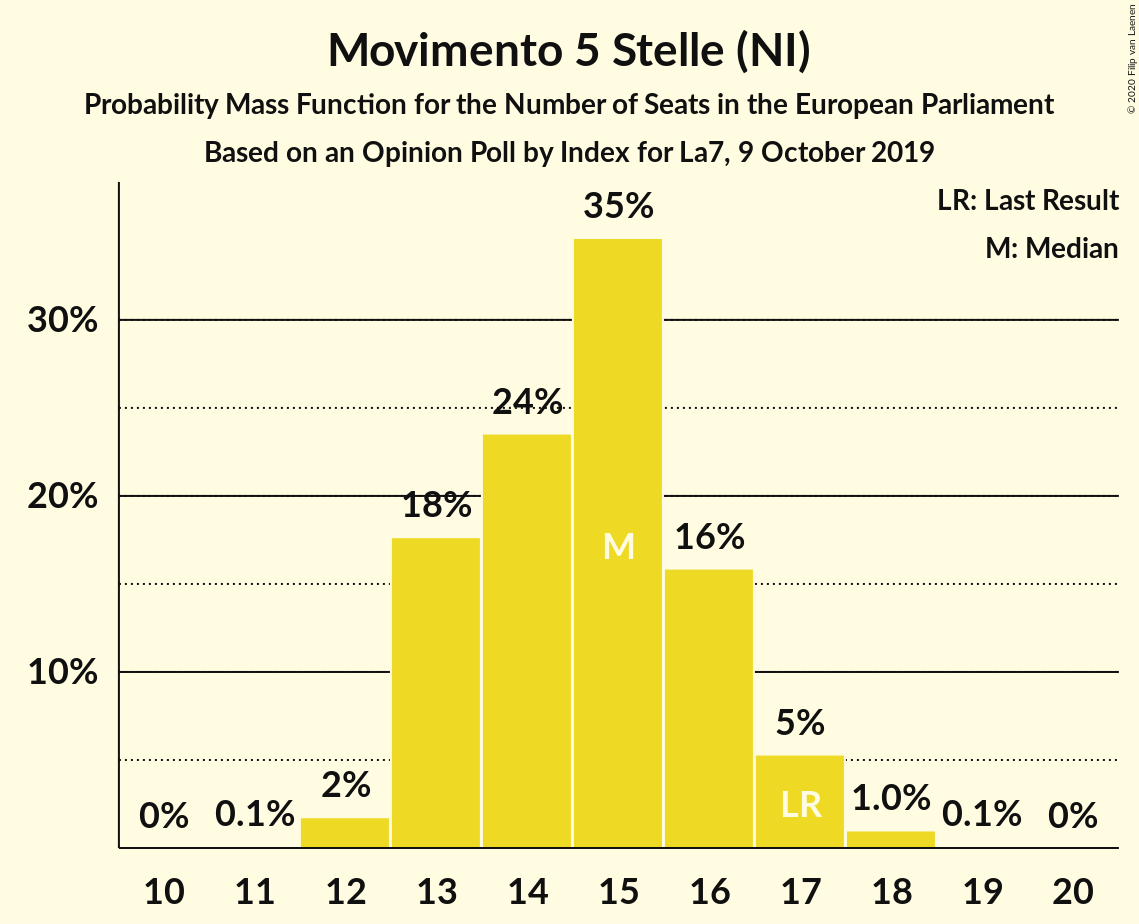 Movimento 5 Stelle (NI)
Probability Mass Function for the Number of Seats in the European Parliament
Based on an Opinion Poll by Index for La7, 9 October 2019
© 2020 Filip van Laenen
LR: Last Result
M: Median
35%
30%
24%
20%
18%
16%
M
10%
5%
2%
LR
0%
0.1%
1.0%
0.1%
0%
10 11 12 13 14 15 16 17 18 19 20